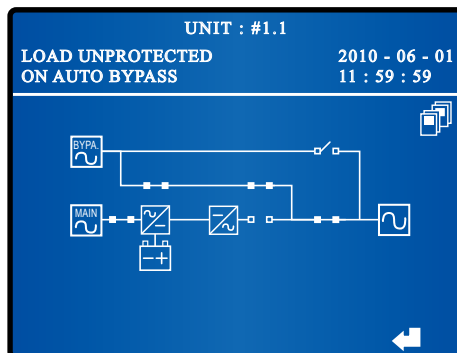 UNIT : #1.1
LOAD UNPROTECTED
ON AUTO BYPASS
2010 - 06 - 01
11 : 59 : 59
BYPA.
MAIN